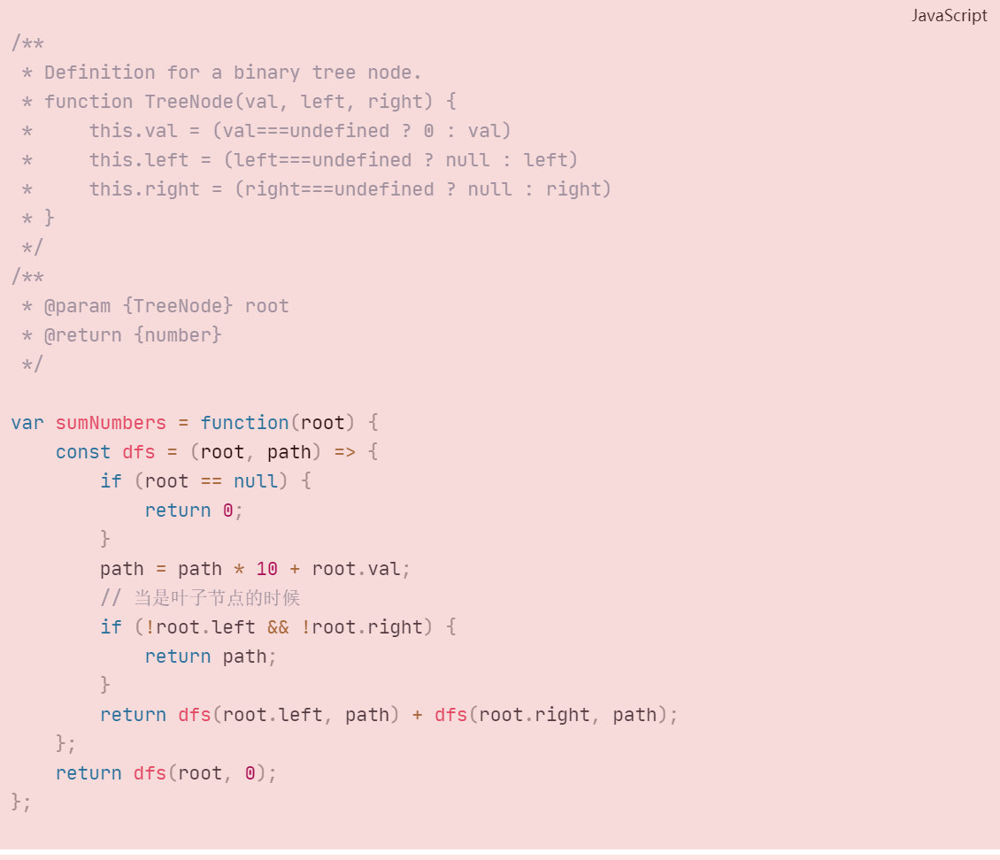 JavaScript
/**
 * Definition for a binary tree node.
 * function TreeNode(val, left, right) {
 *     this.val = (val===undefined ? 0 : val)
 *     this.left = (left===undefined ? null : left)
 *     this.right = (right===undefined ? null : right)
 * }
 */
/**
 * @param {TreeNode} root
 * @return {number}
 */

var sumNumbers = function(root) {
    const dfs = (root, path) => {
        if (root == null) {
            return 0;
        }
        path = path * 10 + root.val;
        // 当是叶子节点的时候
        if (!root.left && !root.right) {
            return path;
        }
        return dfs(root.left, path) + dfs(root.right, path);
    };
    return dfs(root, 0);
};